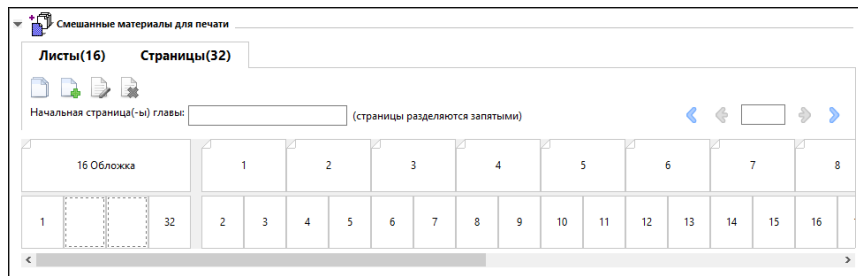 Смешанные материалы для печати
Листы(16) Страницы(32)
Начальная страница(-ы) главы: (страницы разделяются запятыми)
16 Обложка 1 2 3 4 5 6 7 8
1 32 2 3 4 5 6 7 8 9 10 11 12 13 14 15 16